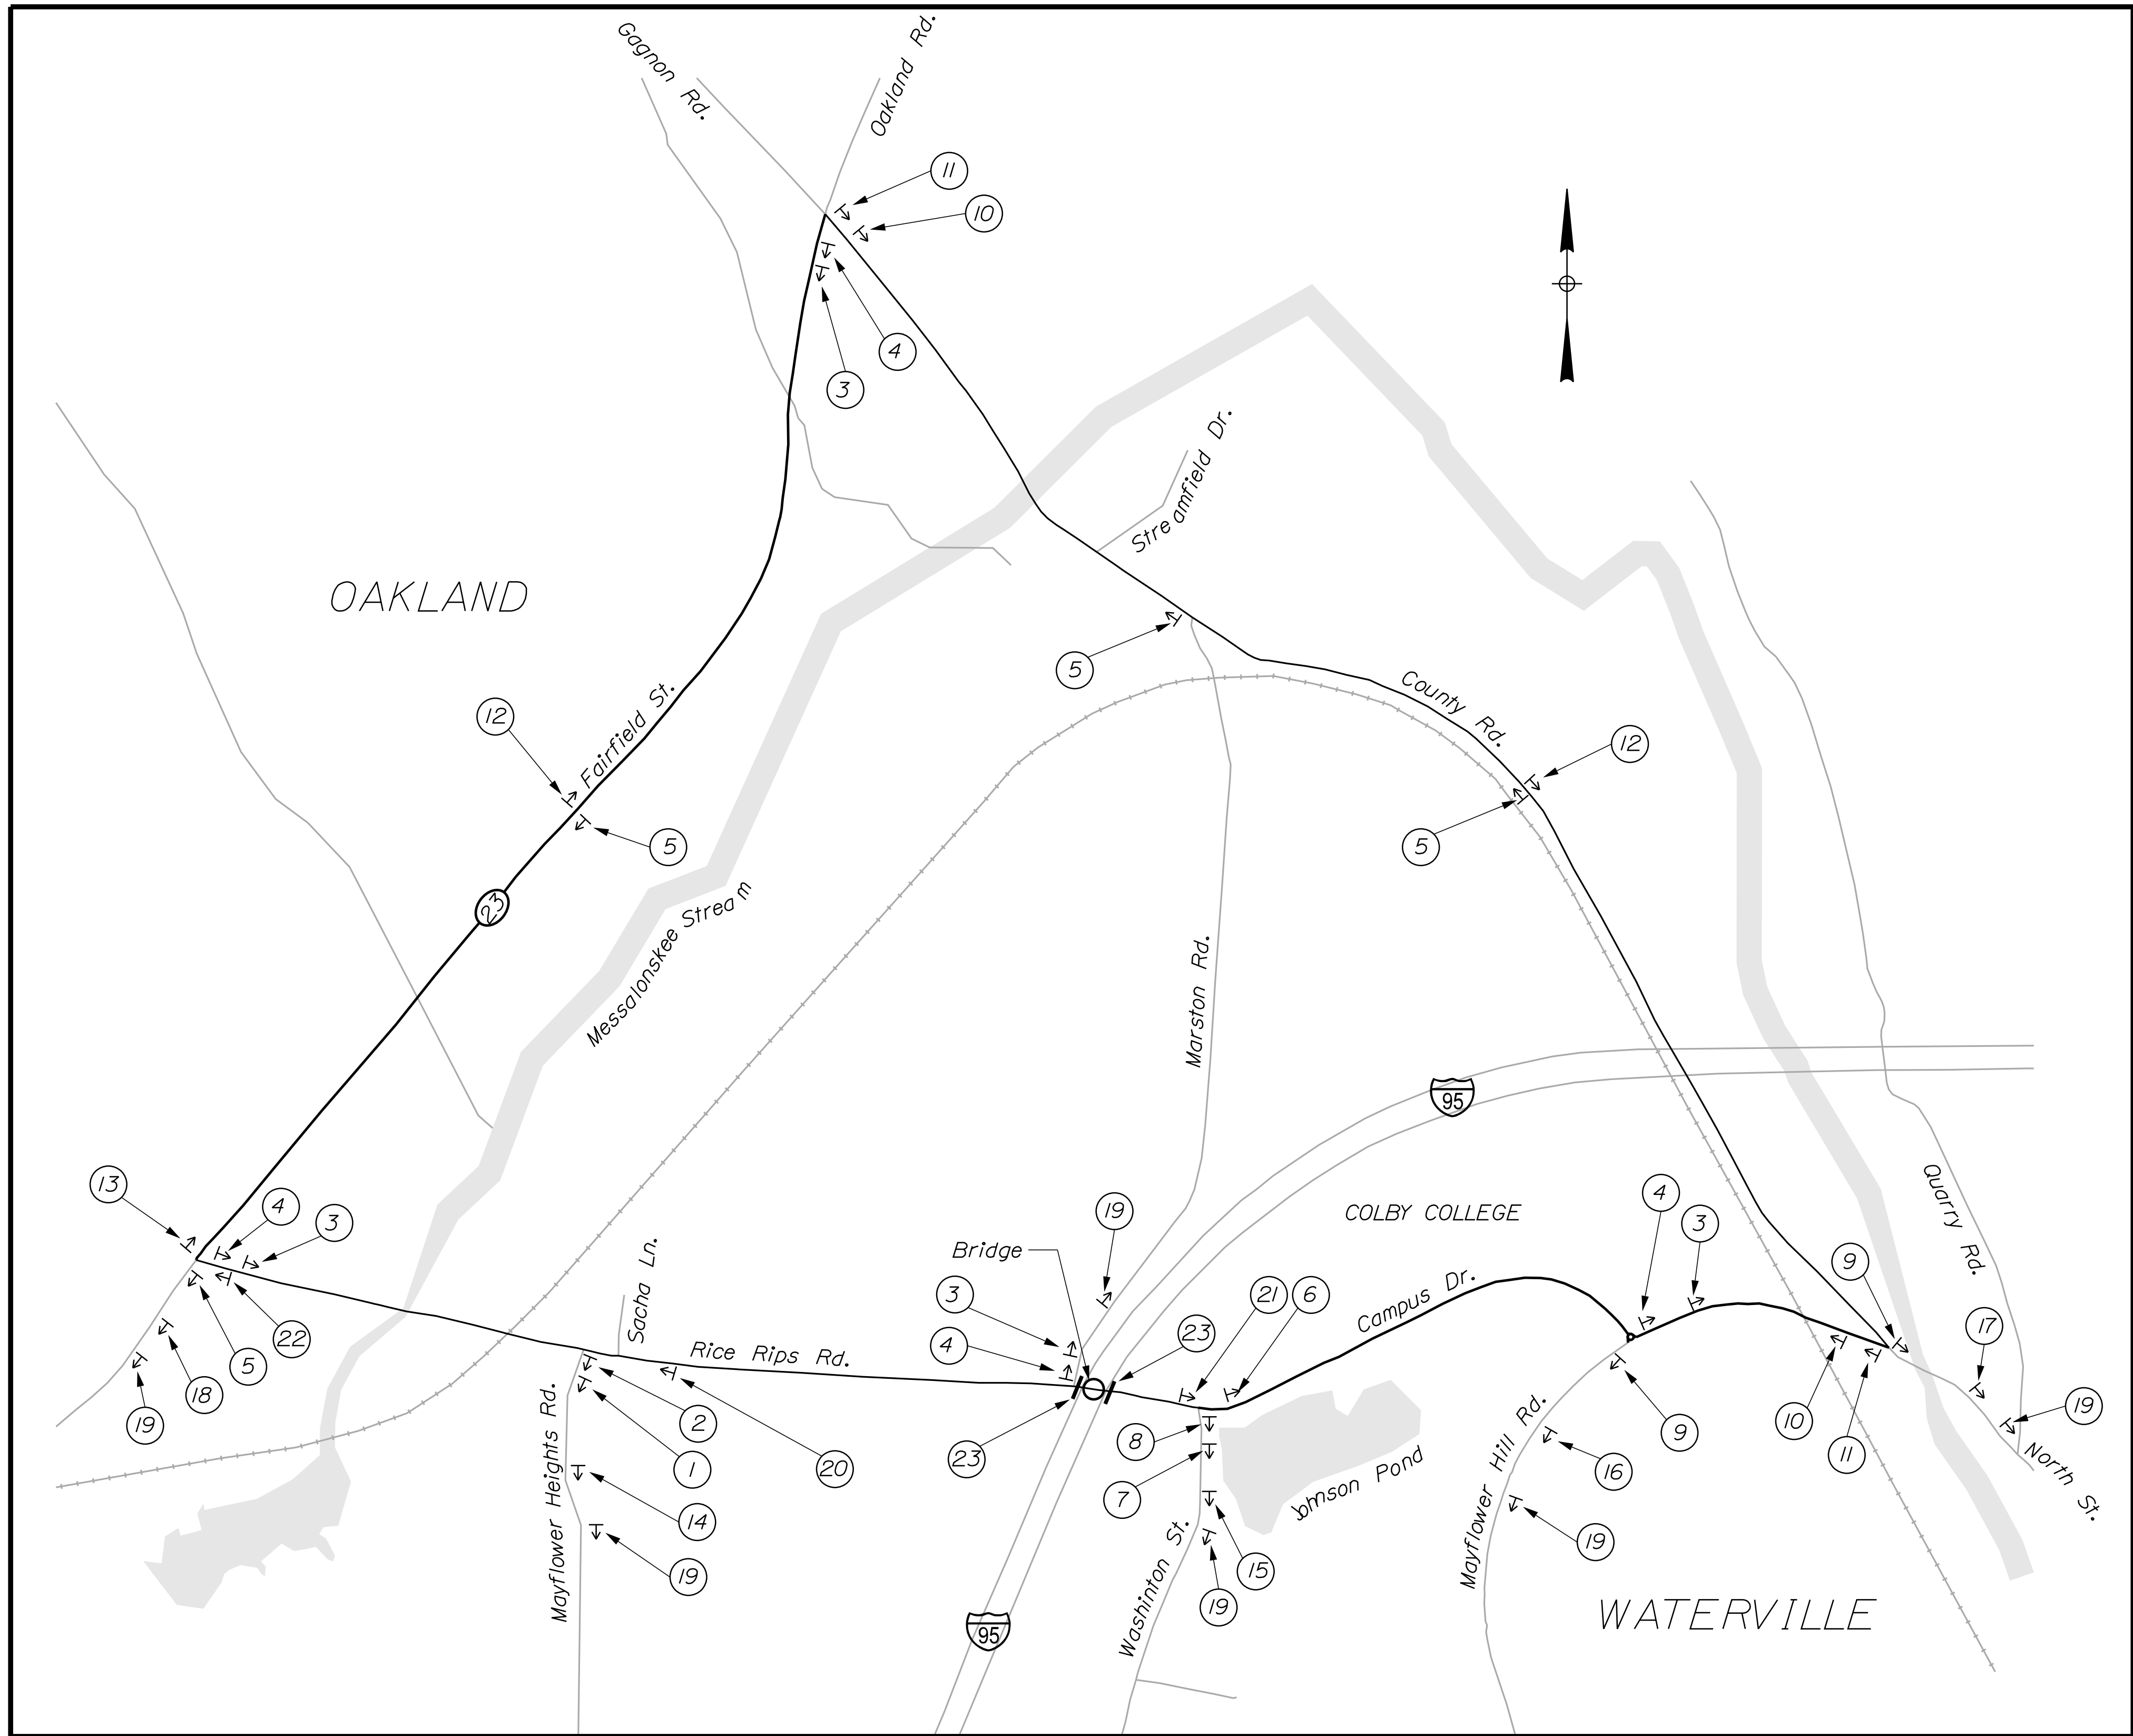 Gagnon Rd.
Oakland Rd.
11
10
4
3
Streamfield Dr.
OAKLAND
5
12
Fairfield St.
County Rd.
12
5
5
23
Messalonskee Stream
Marston Rd.
95
13
4
3
Quarry Rd.
4
3
19
COLBY COLLEGE
Bridge
Sacha Ln.
9
3
21
6
Campus Dr.
22
5
4
23
17
Rice Rips Rd.
18
19
2
8
9
10
19
11
23
20
1
16
North St.
7
Johnson Pond
14
Mayflower Heights Rd.
Mayflower Hill Rd.
19
Washinton St.
15
19
19
95
WATERVILLE